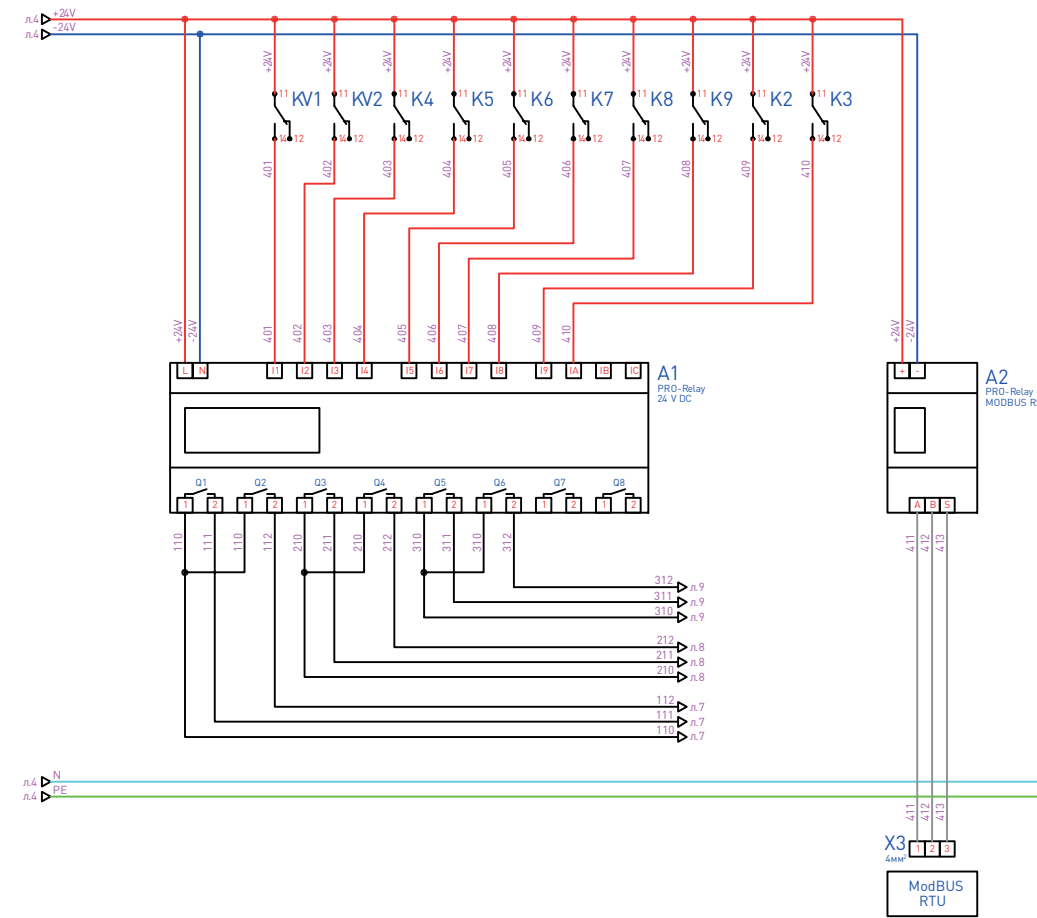 л.4 +24V
л.4 -24V
+24V +24V +24V +24V +24V +24V +24V +24V +24V +24V
11 KV1 11 KV2 11 K4 11 K5 11 K6 11 K7 11 K8 11 K9 11 K2 11 K3
14 12 14 12 14 12 14 12 14 12 14 12 14 12 14 12 14 12 14 12
401 402 403 404 405 406 407 408 409 410
+24V -24V 401 402 403 404 405 406 407 408 409 410 +24V -24V
L N I1 I2 I3 I4 I5 I6 I7 I8 I9 IA IB IC + -
A1
PRO-Relay
24 V DC
A2
PRO-Relay
MODBUS
Q1 Q2 Q3 Q4 Q5 Q6 Q7 Q8
1 2 1 2 1 2 1 2 1 2 1 2 1 2 1 2 A B S
110 111 110 112 210 211 210 212 310 311 310 312 411 412 413
312 л.9
311 л.9
310 л.9
212 л.8
211 л.8
210 л.8
112 л.7
111 л.7
110 л.7
л.4 N
л.4 PE
411 412 413
X3 1 2 3
4мм²
ModBUS
RTU